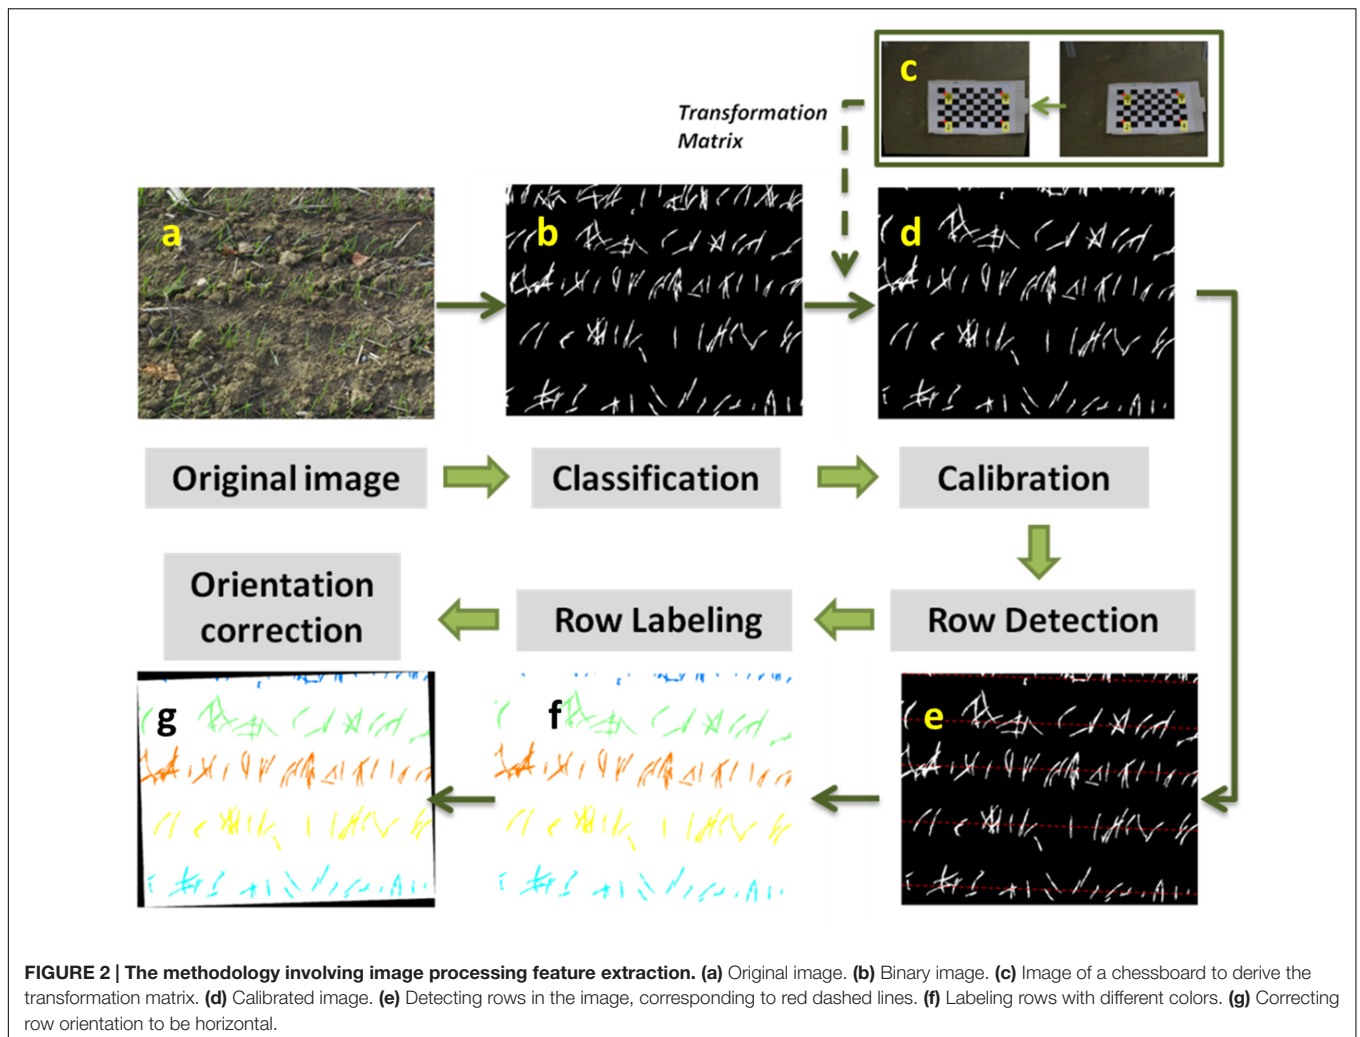 c
Transformation
Matrix
a
b
d
Original image
Classification
Calibration
Orientation
correction
Row Labeling
Row Detection
g
f
e
FIGURE 2 | The methodology involving image processing feature extraction. (a) Original image. (b) Binary image. (c) Image of a chessboard to derive the
transformation matrix. (d) Calibrated image. (e) Detecting rows in the image, corresponding to red dashed lines. (f) Labeling rows with different colors. (g) Correcting
row orientation to be horizontal.